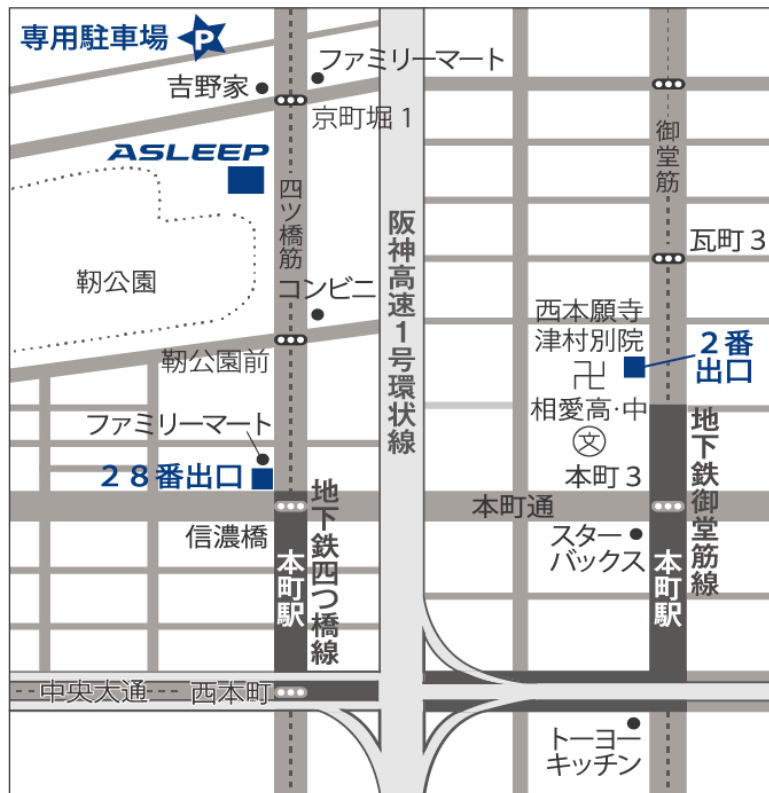 専用駐車場 P
吉野家
ファミリーマート
京町堀1
ASLEEP
四ツ橋筋
靭公園
コンビニ
靭公園前
ファミリーマート
28番出口
信濃橋
本町駅
地下鉄四つ橋線
中央大通
西本町
阪神高速1号環状線
御堂筋
瓦町3
西本願寺
津村別院
卍
2番
出口
相愛高·中
文
本町3
本町通
スター
バックス
本町駅
地下鉄御堂筋線
トーヨー
キッチン